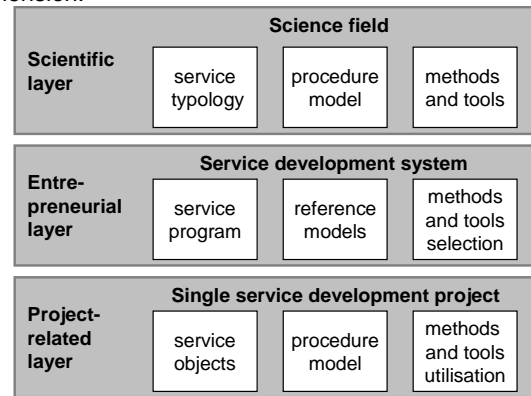 Science field
Scientific
layer
service
typology
procedure
model
methods
and tools
Service development system
Entre-
preneurial
layer
service
program
reference
models
methods
and tools
selection
Single service development project
Project-
related
layer
service
objects
procedure
model
methods
and tools
utilisation